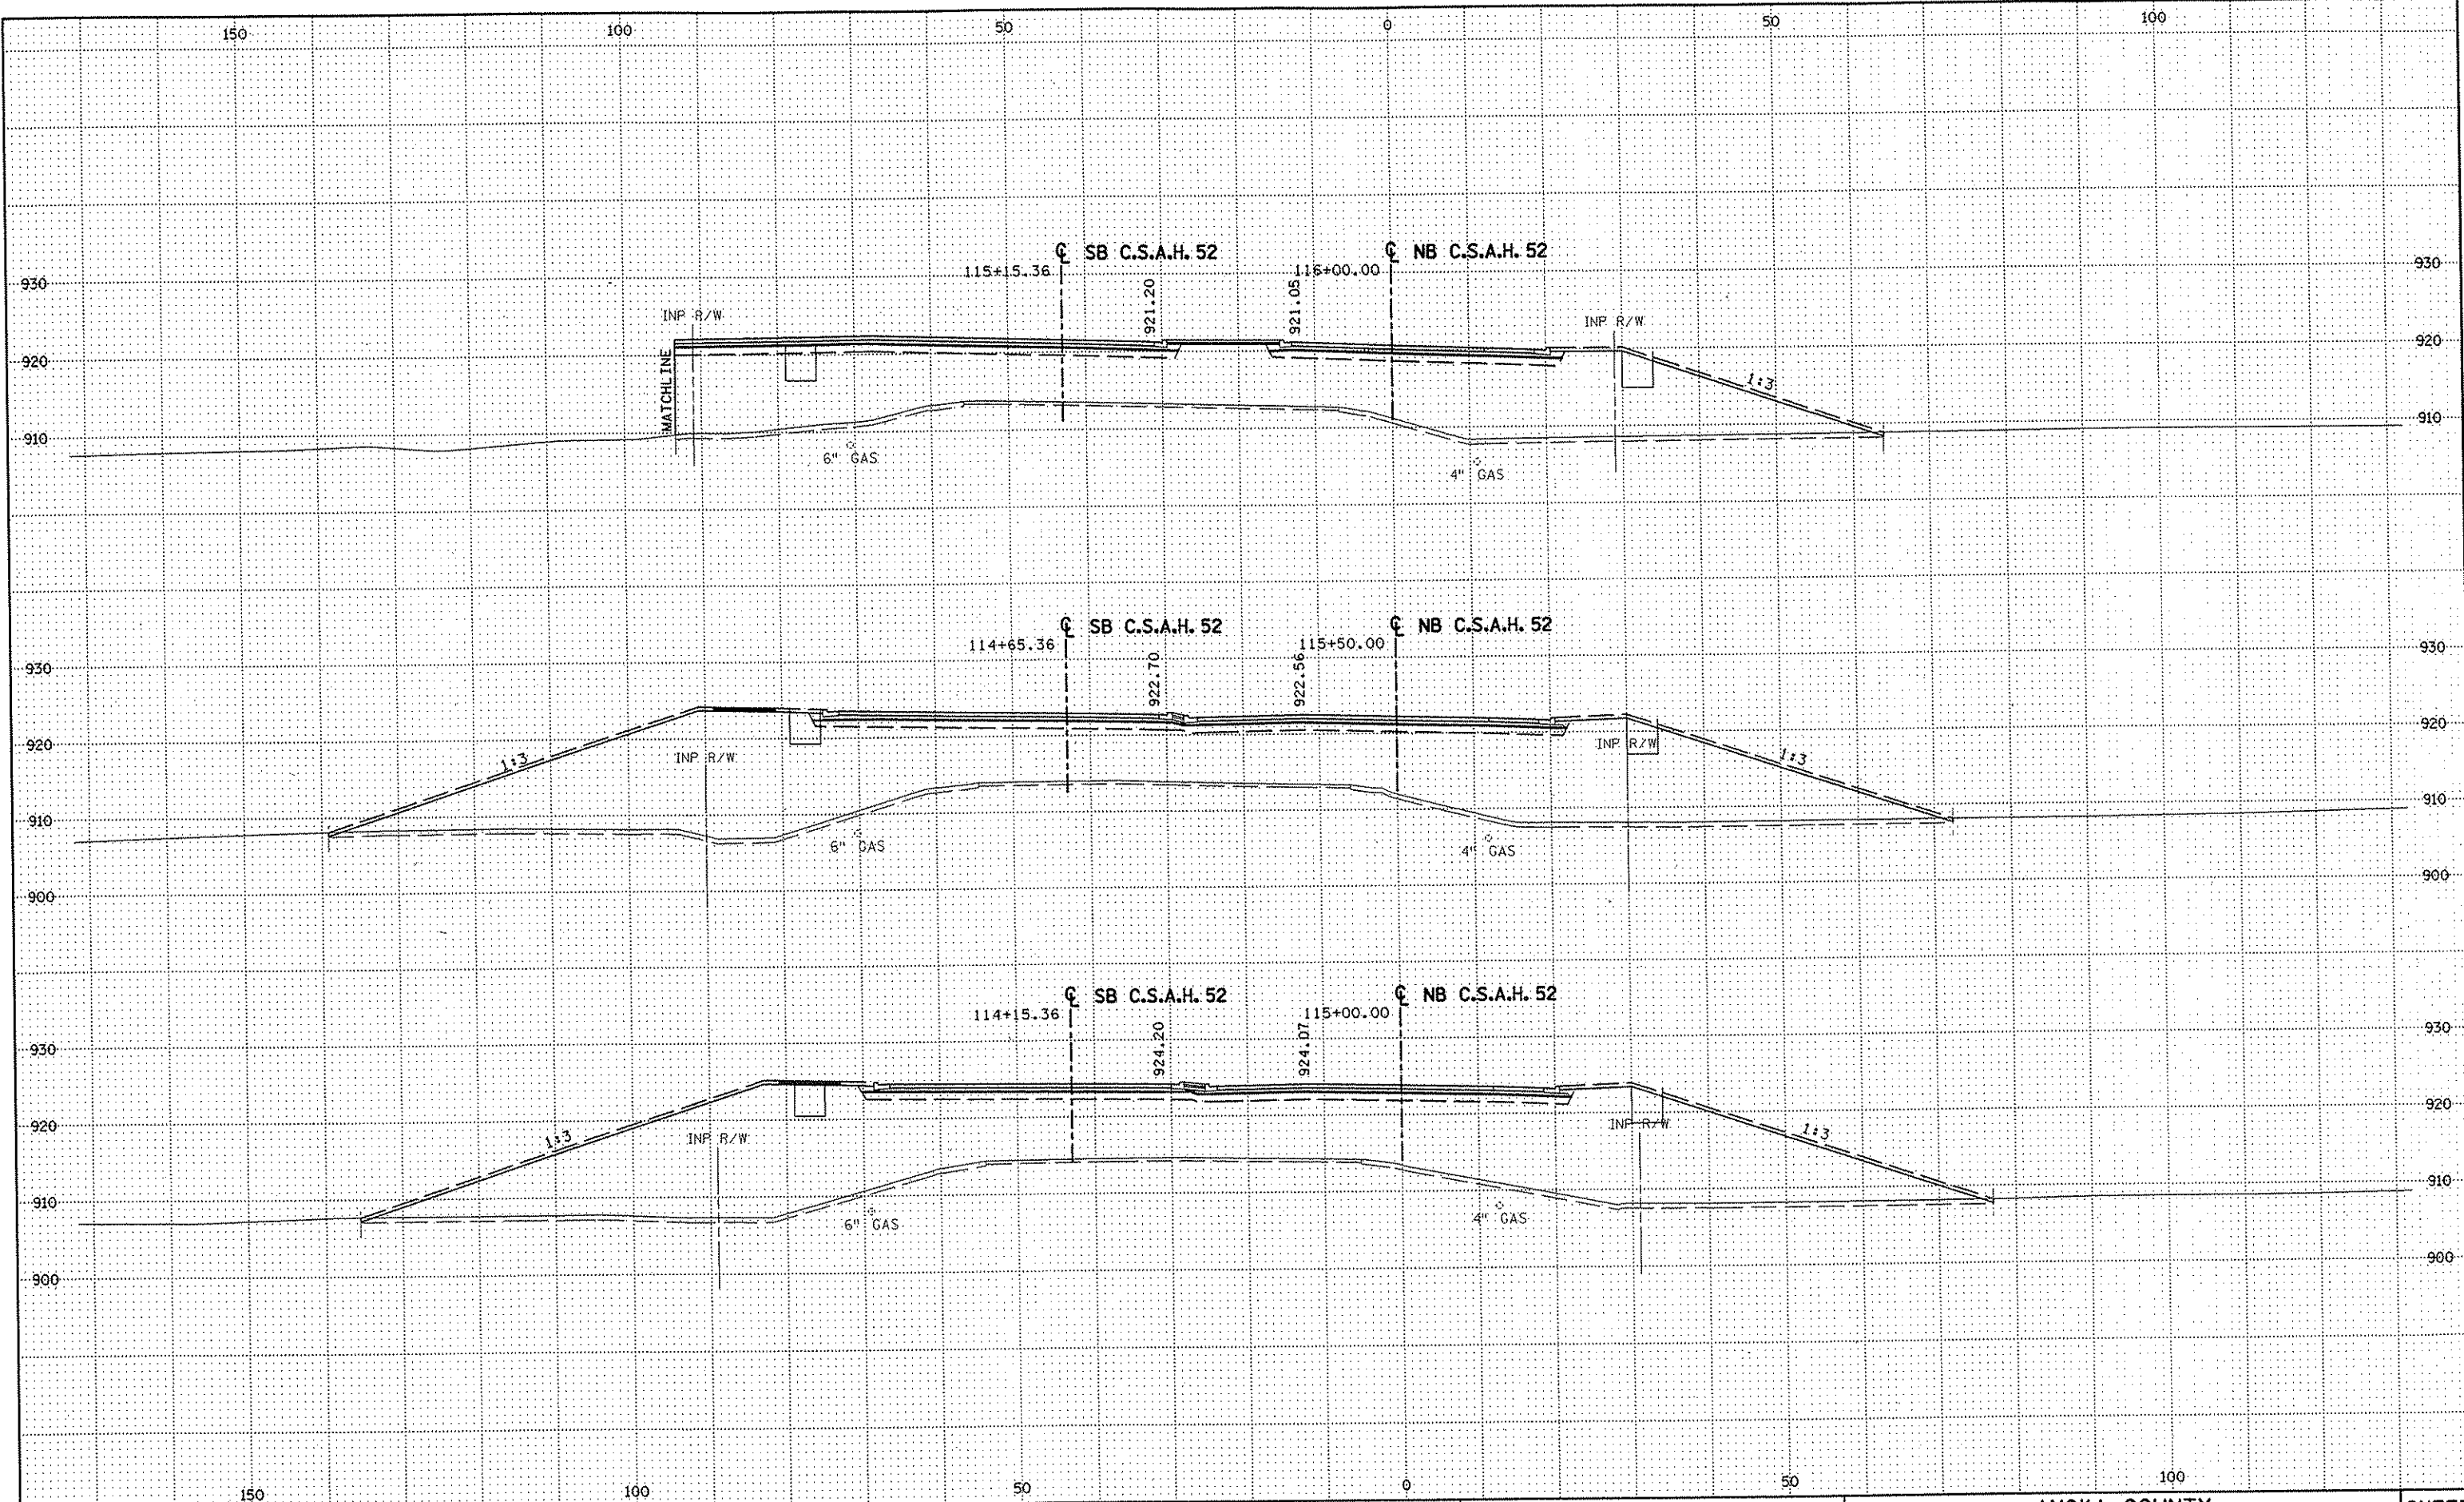 150 100 50 0 50 100
℄ SB C.S.A.H. 52 ℄ NB C.S.A.H. 52
115+15.36 116+00.00
921.20 921.05
930 930
INP R/W INP R/W
920 920
MATCHLINE
1:3
910 910
6" GAS 4" GAS
℄ SB C.S.A.H. 52 ℄ NB C.S.A.H. 52
114+65.36 115+50.00
922.70 922.56
930 930
920 920
INP R/W INP R/W
1:3 1:3
910 910
6" GAS 4" GAS
900 900
℄ SB C.S.A.H. 52 ℄ NB C.S.A.H. 52
114+15.36 115+00.00
924.20 924.07
930 930
920 920
INP R/W INP R/W
1:3 1:3
910 910
6" GAS 4" GAS
900 900
150 100 50 0 50 100